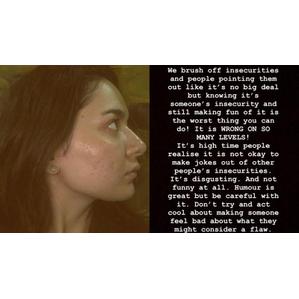 We brush off insecurities
and people pointing them
out like it's no big deal
but knowing it's
someone's insecurity and
still making fun of it is
the worst thing you can
do! It is WRONG ON SO
MANY LEVELS!
It's high time people
realise it is not okay to
make jokes out of other
people's insecurities.
It's disgusting. And not
funny at all. Humour is
great but be careful with
it. Don't try and act
cool about making someone
feel bad about what they
might consider a flaw.